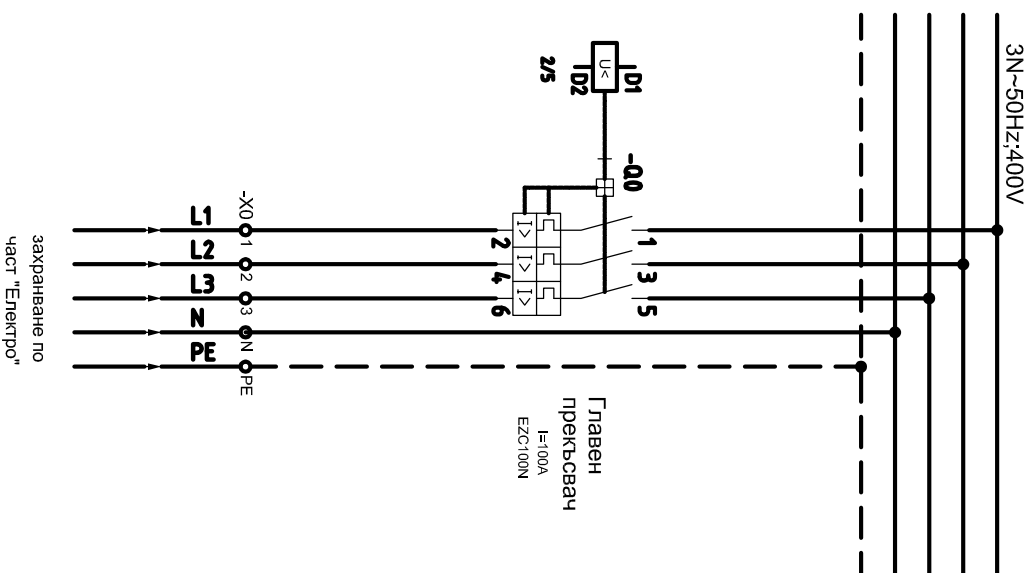 3N~50Hz;400V
U<
D1
D2
2/5
-Q0
1
3
5
I>
I>
I>
2
4
6
-X0
1
2
3
N
PE
L1
L2
L3
N
PE
захранване по
част "Електро"
Главен
прекъсвач
I=100A
EZC100N